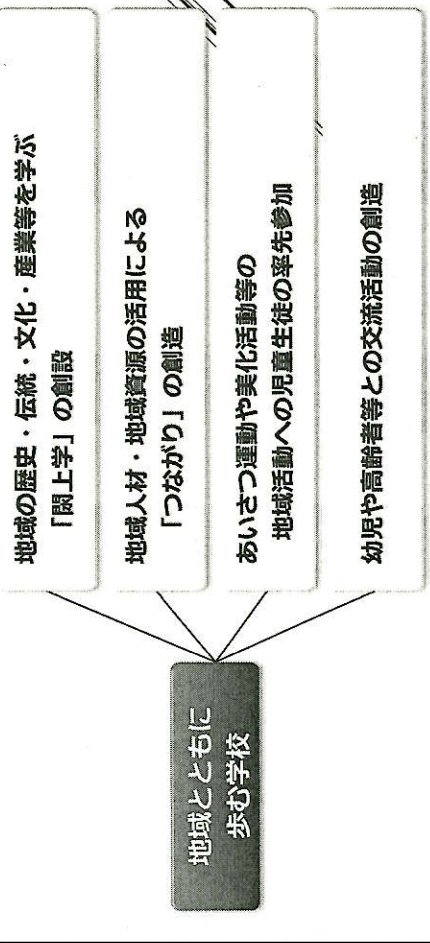 地域とともに
歩む学校
地域の歴史・伝統・文化・産業等を学ぶ
「閖上学」の創設
地域人材・地域資源の活用による
「つながり」の創造
あいさつ運動や美化活動等の
地域活動への児童生徒の率先参加
幼児や高齢者等との交流活動の創造